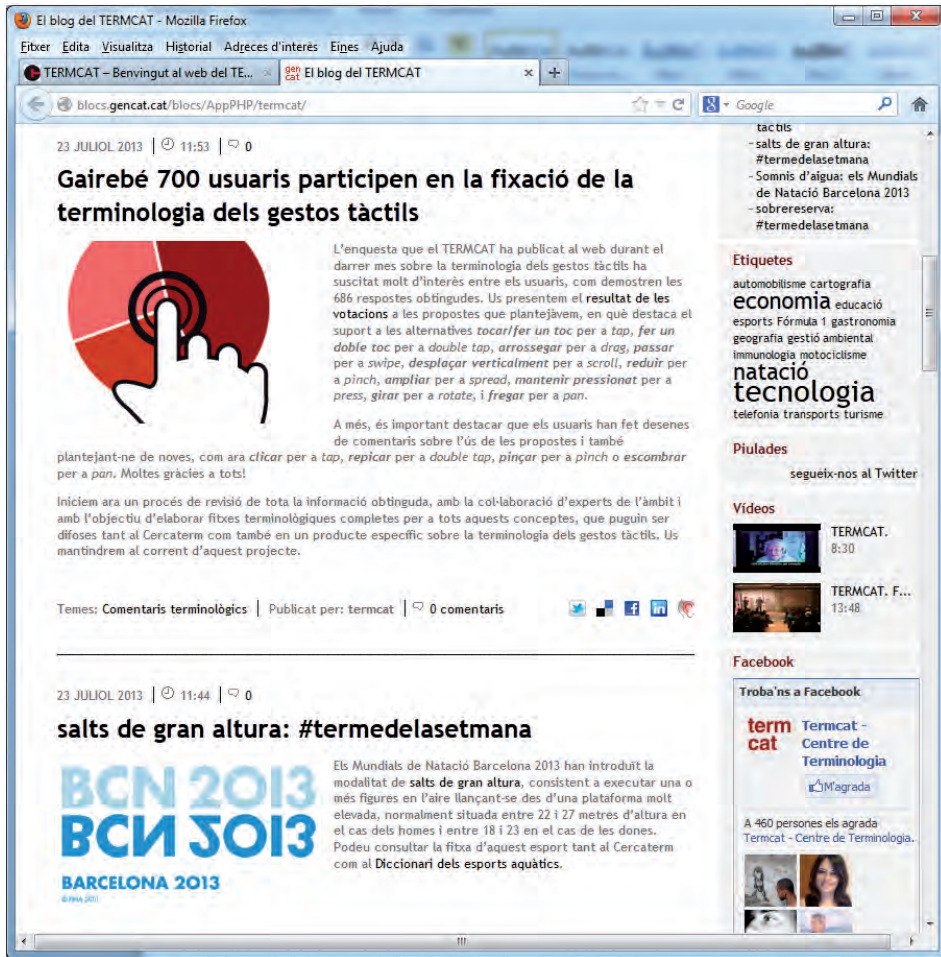 El blog del TERMCAT - Mozilla Firefox
Fitxer Edita Visualitza Historial Adreces d'interès Eines Ajuda
TERMCAT – Benvingut al web del TE...
gen cat El blog del TERMCAT
blocs.gencat.cat/blocs/AppPHP/termcat/
Google
23 JULIOL 2013 | 11:53 | 0
Gairebé 700 usuaris participen en la fixació de la
terminologia dels gestos tàctils
L'enquesta que el TERMCAT ha publicat al web durant el
darrer mes sobre la terminologia dels gestos tàctils ha
suscitat molt d'interès entre els usuaris, com demostren les
686 respostes obtingudes. Us presentem el resultat de les
votacions a les propostes que plantejàvem, en què destaca el
suport a les alternatives tocar/fer un toc per a tap, fer un
doble toc per a double tap, arrossegar per a drag, passar
per a swipe, desplaçar verticalment per a scroll, reduir per
a pinch, ampliar per a spread, mantenir pressionat per a
press, girar per a rotate, i fregar per a pan.
A més, és important destacar que els usuaris han fet desenes
de comentaris sobre l'ús de les propostes i també
plantejant-ne de noves, com ara clicar per a tap, repicar per a double tap, pinçar per a pinch o escombrar
per a pan. Moltes gràcies a tots!
Iniciem ara un procés de revisió de tota la informació obtinguda, amb la col·laboració d'experts de l'àmbit i
amb l'objectiu d'elaborar fitxes terminològiques completes per a tots aquests conceptes, que puguin ser
difoses tant al Cercaterm com també en un producte específic sobre la terminologia dels gestos tàctils. Us
mantindrem al corrent d'aquest projecte.
Temes: Comentaris terminològics | Publicat per: termcat | 0 comentaris
23 JULIOL 2013 | 11:44 | 0
salts de gran altura: #termedelasetmana
BCN 2013
BCN 2013
BARCELONA 2013
© FINA 2011
Els Mundials de Natació Barcelona 2013 han introduït la
modalitat de salts de gran altura, consistent a executar una o
més figures en l'aire llançant-se des d'una plataforma molt
elevada, normalment situada entre 22 i 27 metres d'altura en
el cas dels homes i entre 18 i 23 en el cas de les dones.
Podeu consultar la fitxa d'aquest esport tant al Cercaterm
com al Diccionari dels esports aquàtics.
tàctils
- salts de gran altura:
#termedelasetmana
- Somnis d'aigua: els Mundials
de Natació Barcelona 2013
- sobrereserva:
#termedelasetmana
Etiquetes
automobilisme cartografia
economia educació
esports Fórmula 1 gastronomia
geografia gestió ambiental
immunologia motociclisme
natació
tecnologia
telefonia transports turisme
Piulades
segueix-nos al Twitter
Vídeos
TERMCAT.
8:30
TERMCAT. F...
13:48
Facebook
Troba'ns a Facebook
term
cat
Termcat -
Centre de
Terminologia
M'agrada
A 460 persones els agrada
Termcat - Centre de Terminologia.